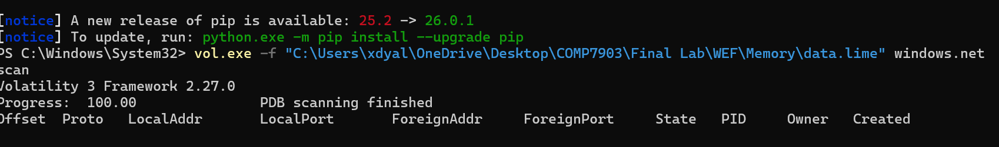 [notice] A new release of pip is available: 25.2 -> 26.0.1
[notice] To update, run: python.exe -m pip install --upgrade pip
PS C:\Windows\System32> vol.exe -f "C:\Users\xdyal\OneDrive\Desktop\COMP7903\Final Lab\WEF\Memory\data.lime" windows.net
scan
Volatility 3 Framework 2.27.0
Progress:  100.00               PDB scanning finished
Offset  Proto   LocalAddr       LocalPort       ForeignAddr     ForeignPort     State   PID     Owner   Created